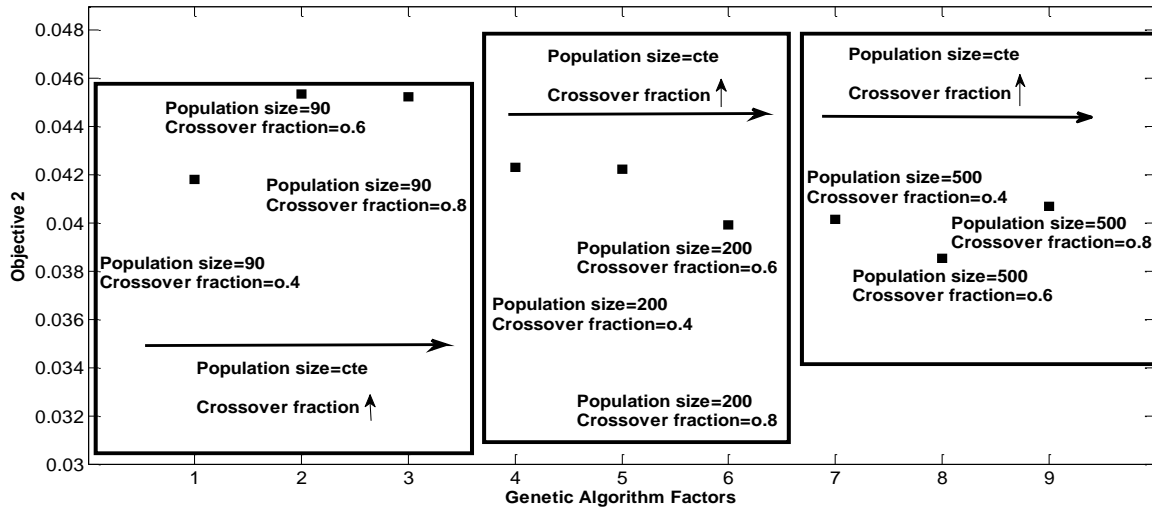 0.048
0.046
0.044
0.042
0.04
0.038
0.036
0.034
0.032
0.03
Objective 2
Population size=90
Crossover fraction=o.6
Population size=90
Crossover fraction=o.8
Population size=90
Crossover fraction=o.4
Population size=cte
Crossover fraction
Population size=cte
Crossover fraction
Population size=200
Crossover fraction=o.6
Population size=200
Crossover fraction=o.4
Population size=200
Crossover fraction=o.8
Population size=cte
Crossover fraction
Population size=500
Crossover fraction=o.4
Population size=500
Crossover fraction=o.8
Population size=500
Crossover fraction=o.6
1 2 3 4 5 6 7 8 9
Genetic Algorithm Factors